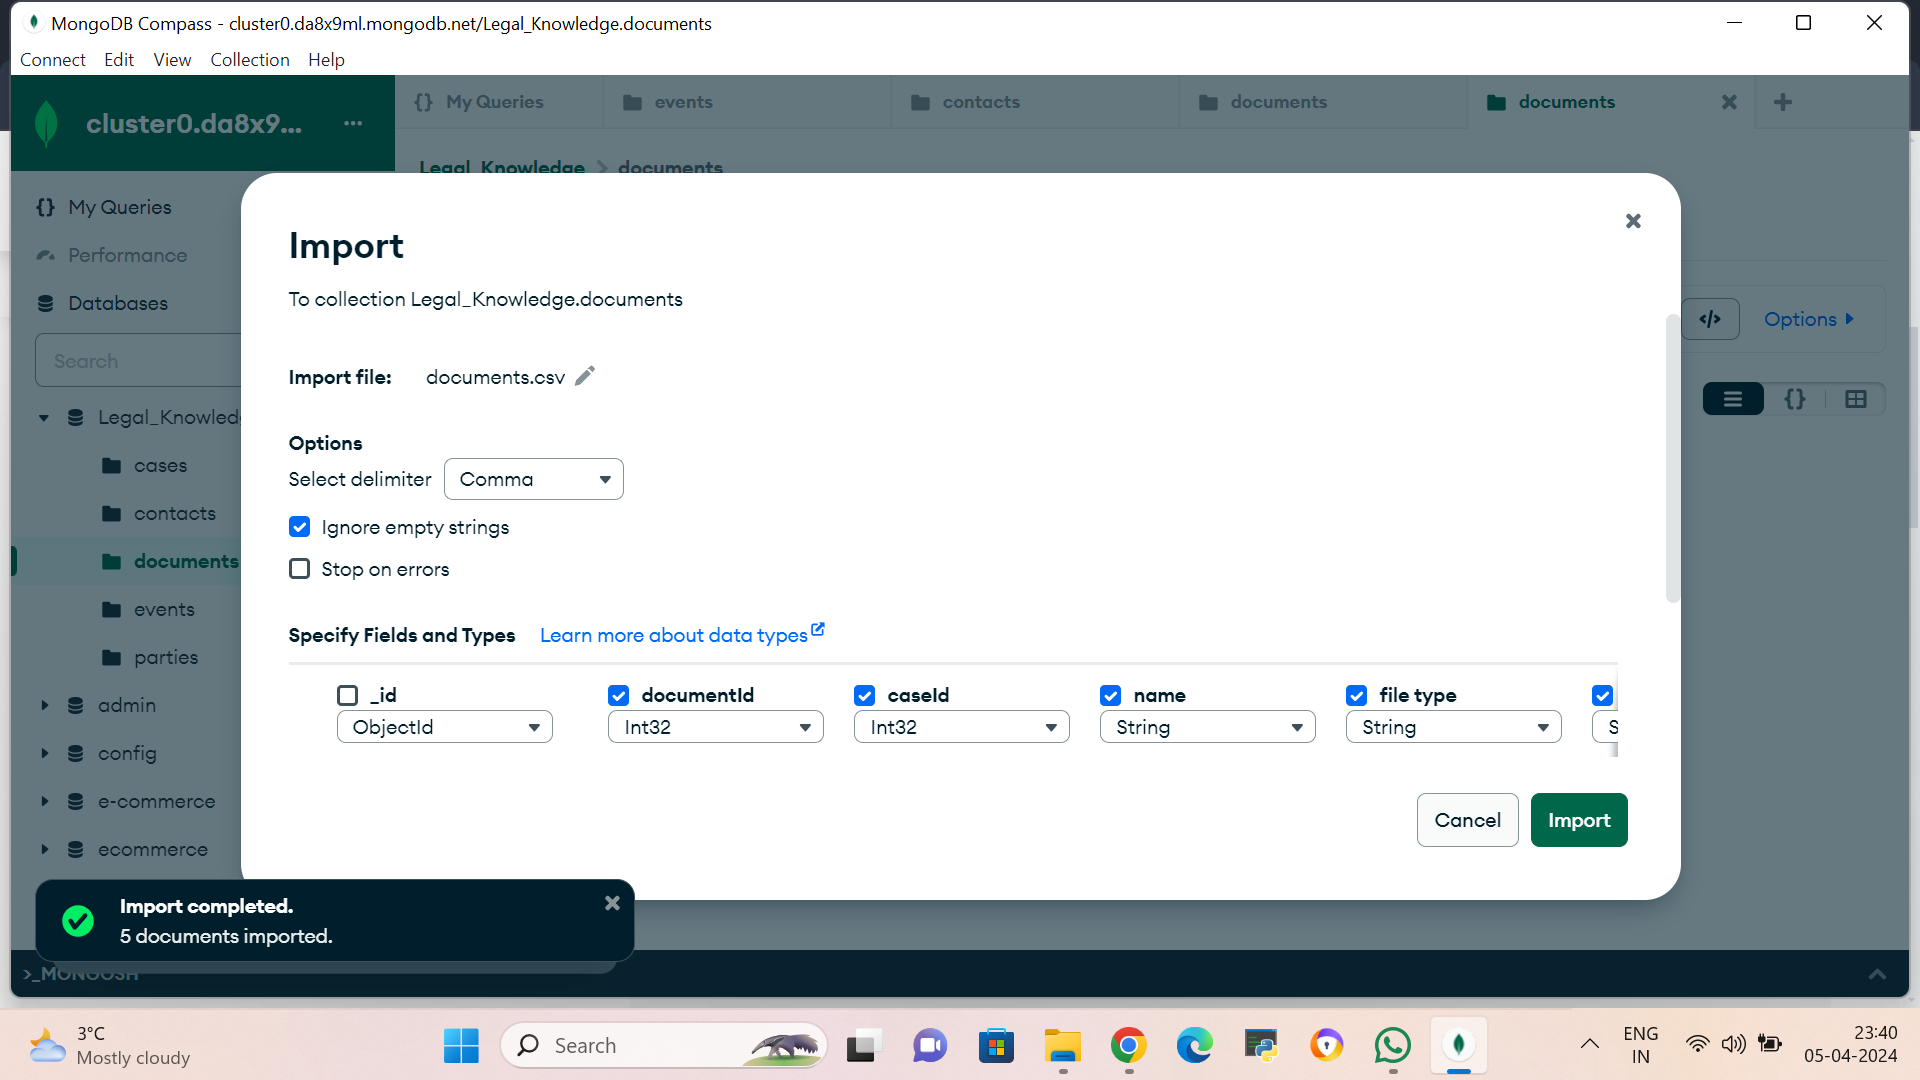 MongoDB Compass - cluster0.da8x9ml.mongodb.net/Legal_Knowledge.documents
Connect Edit View Collection Help
cluster0.da8x9... ...
{} My Queries
events
contacts
documents
documents
Legal_Knowledge > documents
{} My Queries
Performance
Databases
Search
Legal_Knowled
cases
contacts
documents
events
parties
admin
config
e-commerce
ecommerce
Import
To collection Legal_Knowledge.documents
Import file: documents.csv
Options
Select delimiter Comma
Ignore empty strings
Stop on errors
Specify Fields and Types Learn more about data types
_id documentId caseId name file type
ObjectId Int32 Int32 String String S
Cancel Import
</> Options
{}
Import completed.
5 documents imported.
>_MONGOSH
3°C
Mostly cloudy
Search
ENG
IN
23:40
05-04-2024